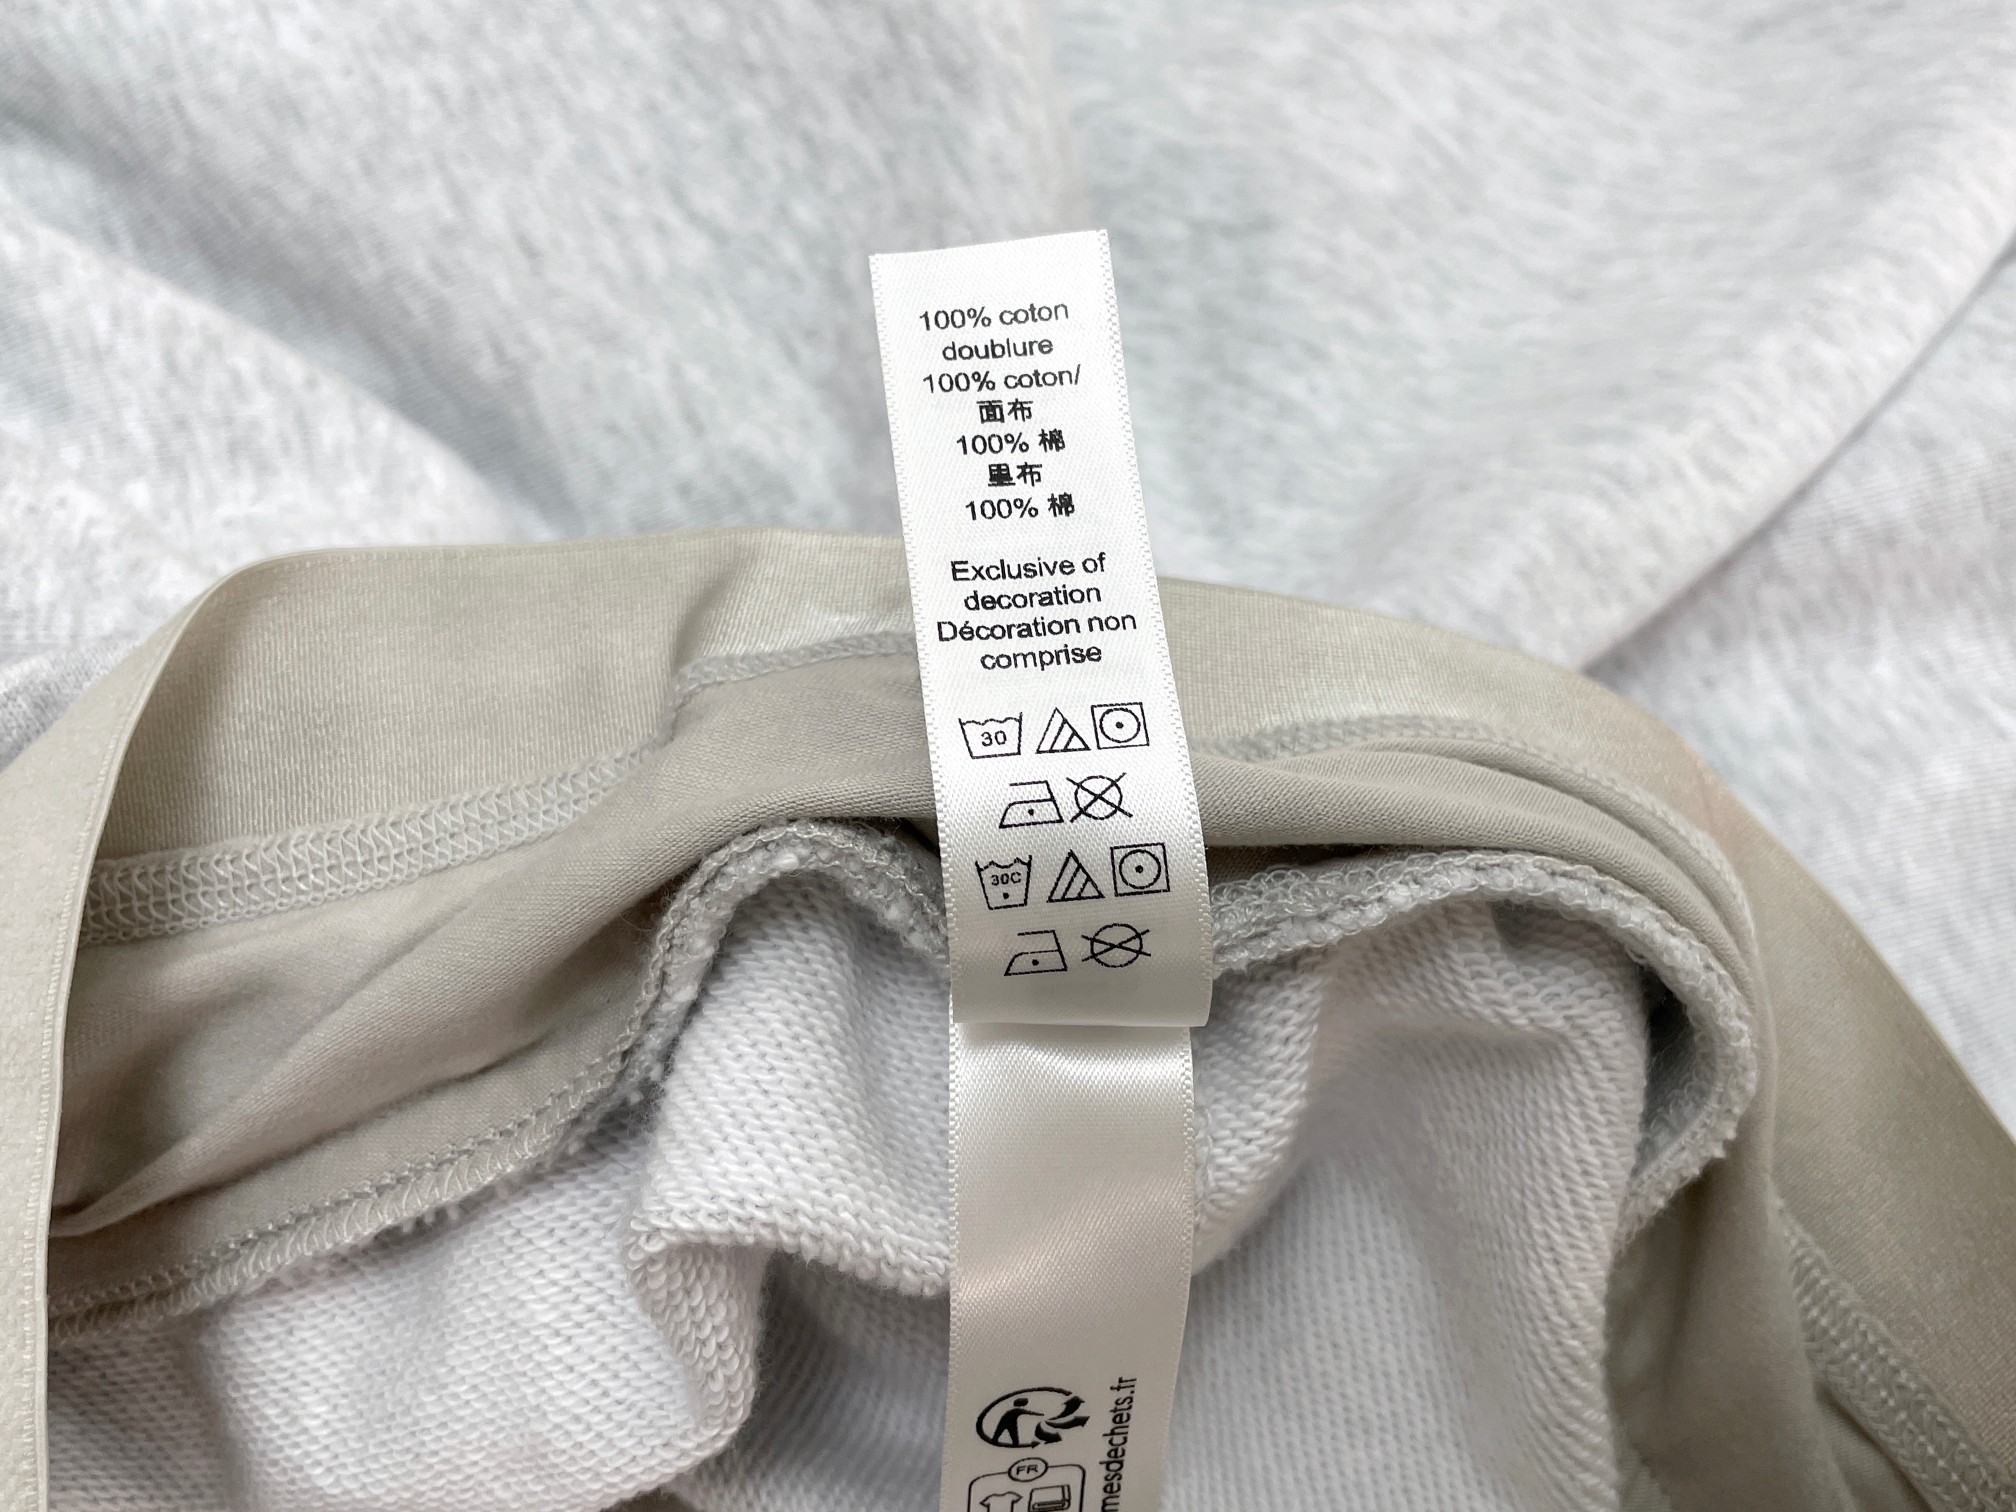 100% coton
doublure
100% coton/
面布
100% 棉
里布
100% 棉
Exclusive of
decoration
Décoration non
comprise
30
30C
FR
mesdechets.fr